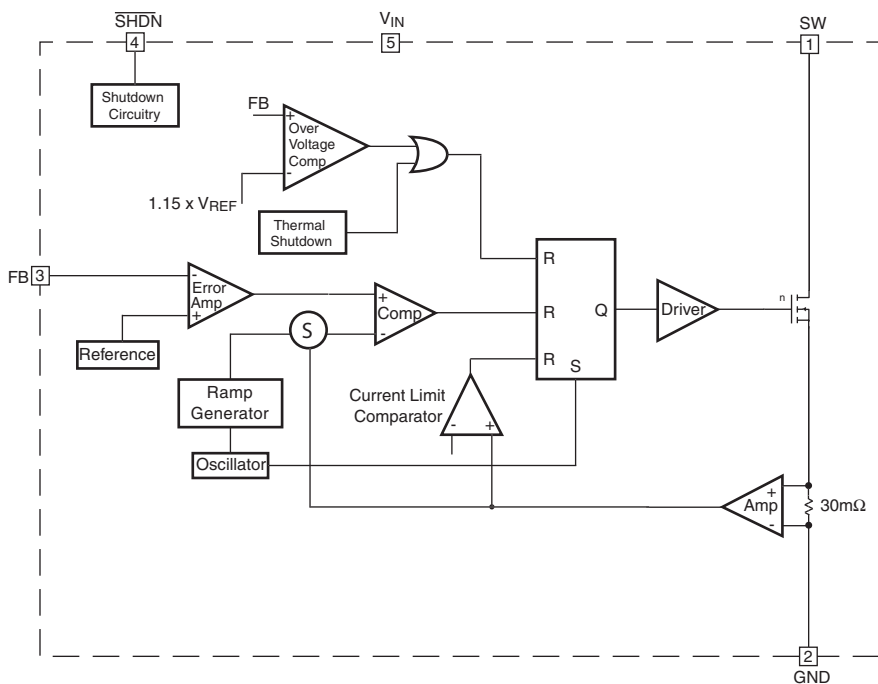 SHDN
VIN
SW
4
5
1
Shutdown
Circuitry
FB
+
Over
Voltage
Comp
-
1.15 x VREF
Thermal
Shutdown
FB 3
-
Error
Amp
+
Reference
S
+
Comp
-
R
R
R
Q
S
Driver
n
Ramp
Generator
Current Limit
Comparator
-
+
Oscillator
+
Amp
-
30mΩ
2
GND